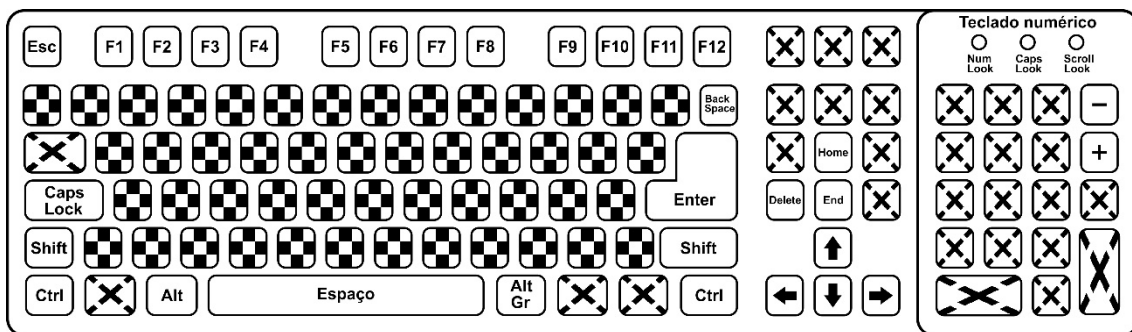 Teclado numérico
Num Look
Caps Look
Scroll Look
Esc F1 F2 F3 F4 F5 F6 F7 F8 F9 F10 F11 F12
Back Space
−
Home
+
Caps Lock
Enter
Delete End
Shift
Shift
Ctrl Alt Espaço Alt Gr Ctrl